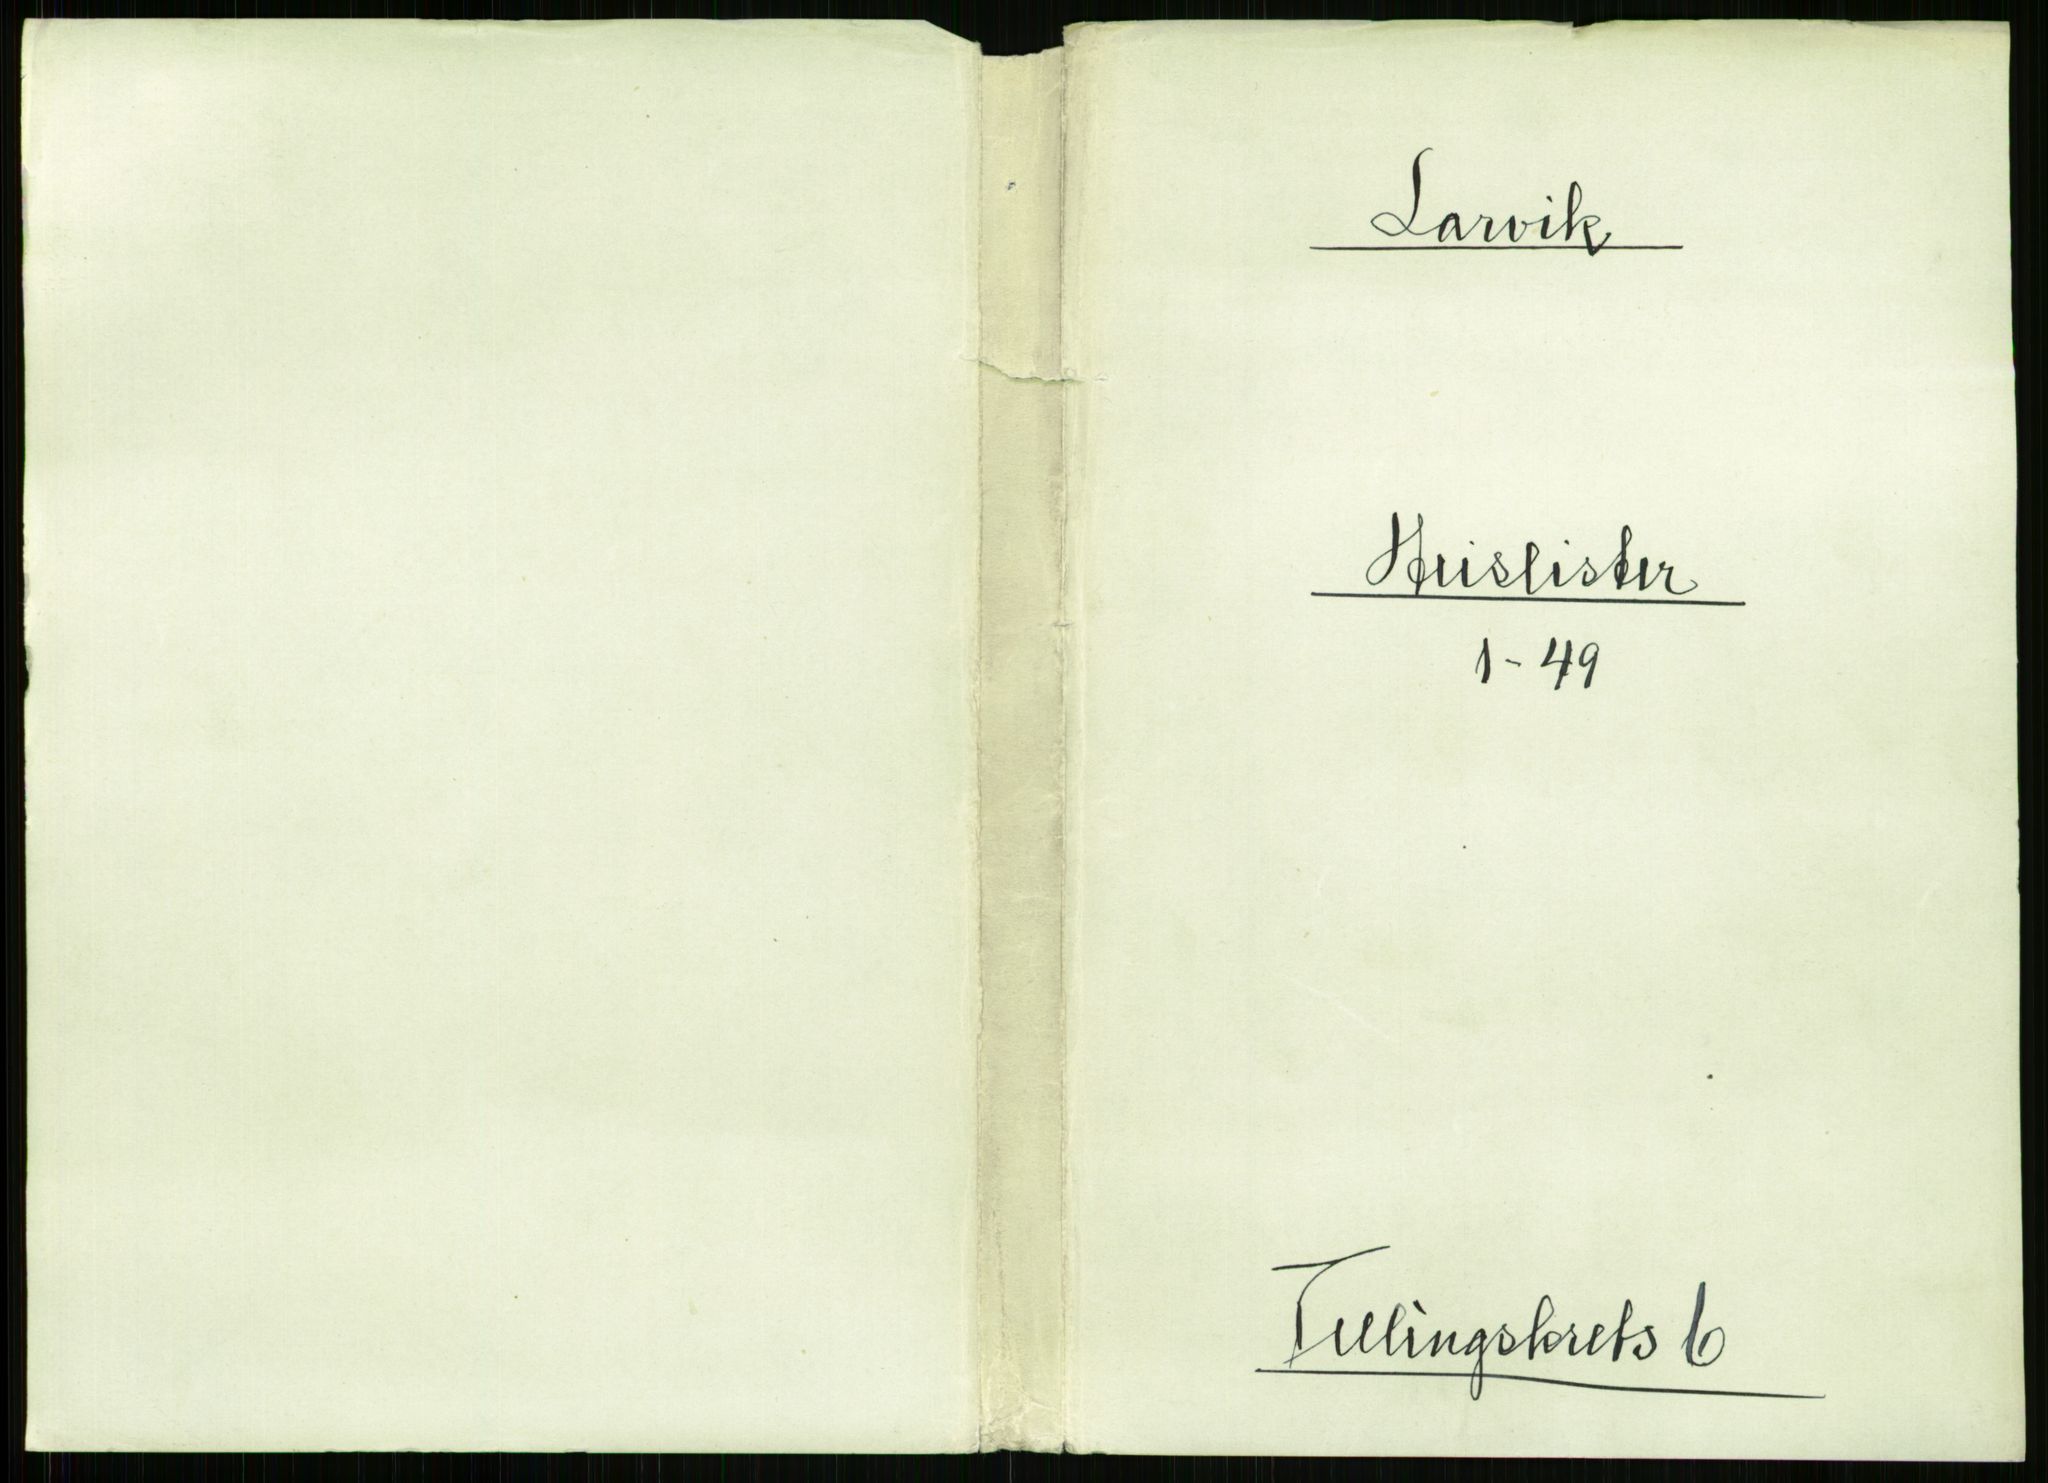 Larvik
Huslister
1-49
Tellingskrets 6